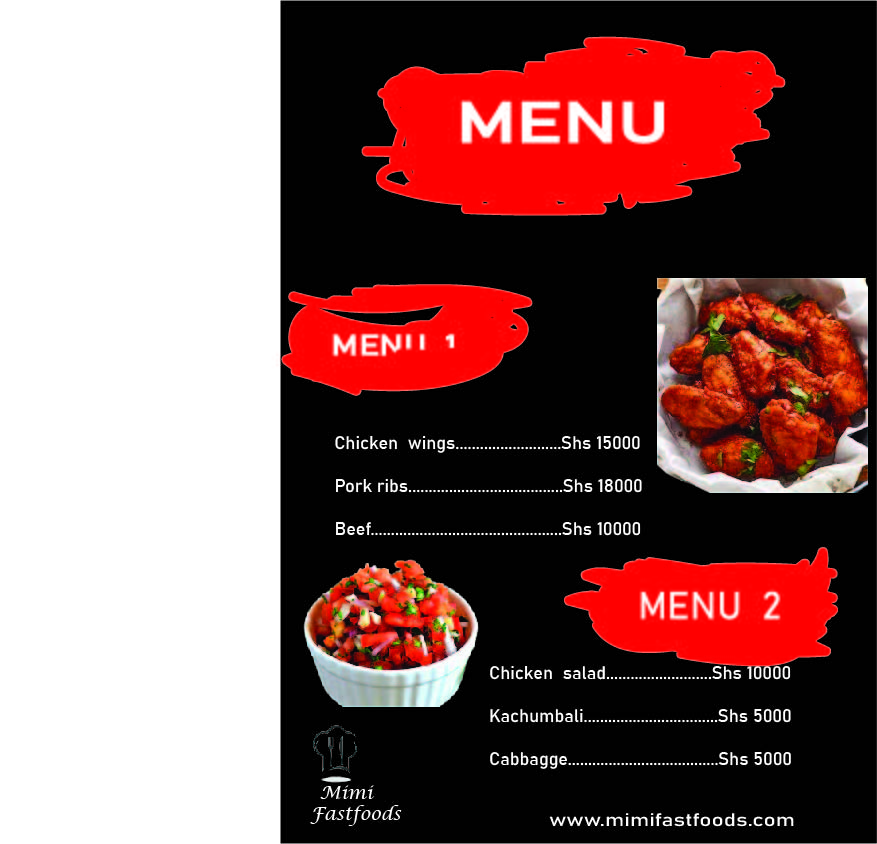 MENU
MENU 1
Chicken wings..........................Shs 15000
Pork ribs......................................Shs 18000
Beef...............................................Shs 10000
MENU 2
Chicken salad..........................Shs 10000
Kachumbali.................................Shs 5000
Cabbagge.....................................Shs 5000
Mimi
Fastfoods
www.mimifastfoods.com